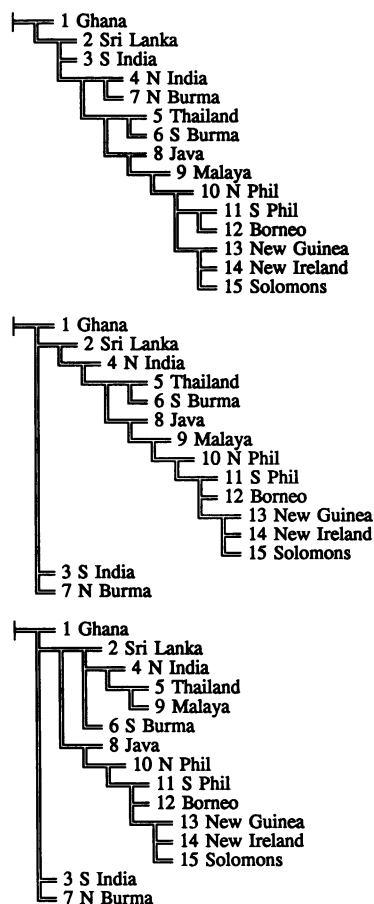 1 Ghana
2 Sri Lanka
3 S India
4 N India
7 N Burma
5 Thailand
6 S Burma
8 Java
9 Malaya
10 N Phil
11 S Phil
12 Borneo
13 New Guinea
14 New Ireland
15 Solomons
1 Ghana
2 Sri Lanka
4 N India
5 Thailand
6 S Burma
8 Java
9 Malaya
10 N Phil
11 S Phil
12 Borneo
13 New Guinea
14 New Ireland
15 Solomons
3 S India
7 N Burma
1 Ghana
2 Sri Lanka
4 N India
5 Thailand
9 Malaya
6 S Burma
8 Java
10 N Phil
11 S Phil
12 Borneo
13 New Guinea
14 New Ireland
15 Solomons
3 S India
7 N Burma